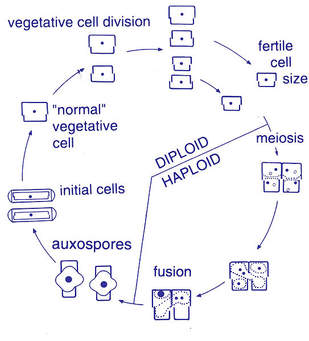 vegetative cell division
fertile
cell
size
"normal"
vegetative
cell
meiosis
DIPLOID
HAPLOID
initial cells
auxospores
fusion